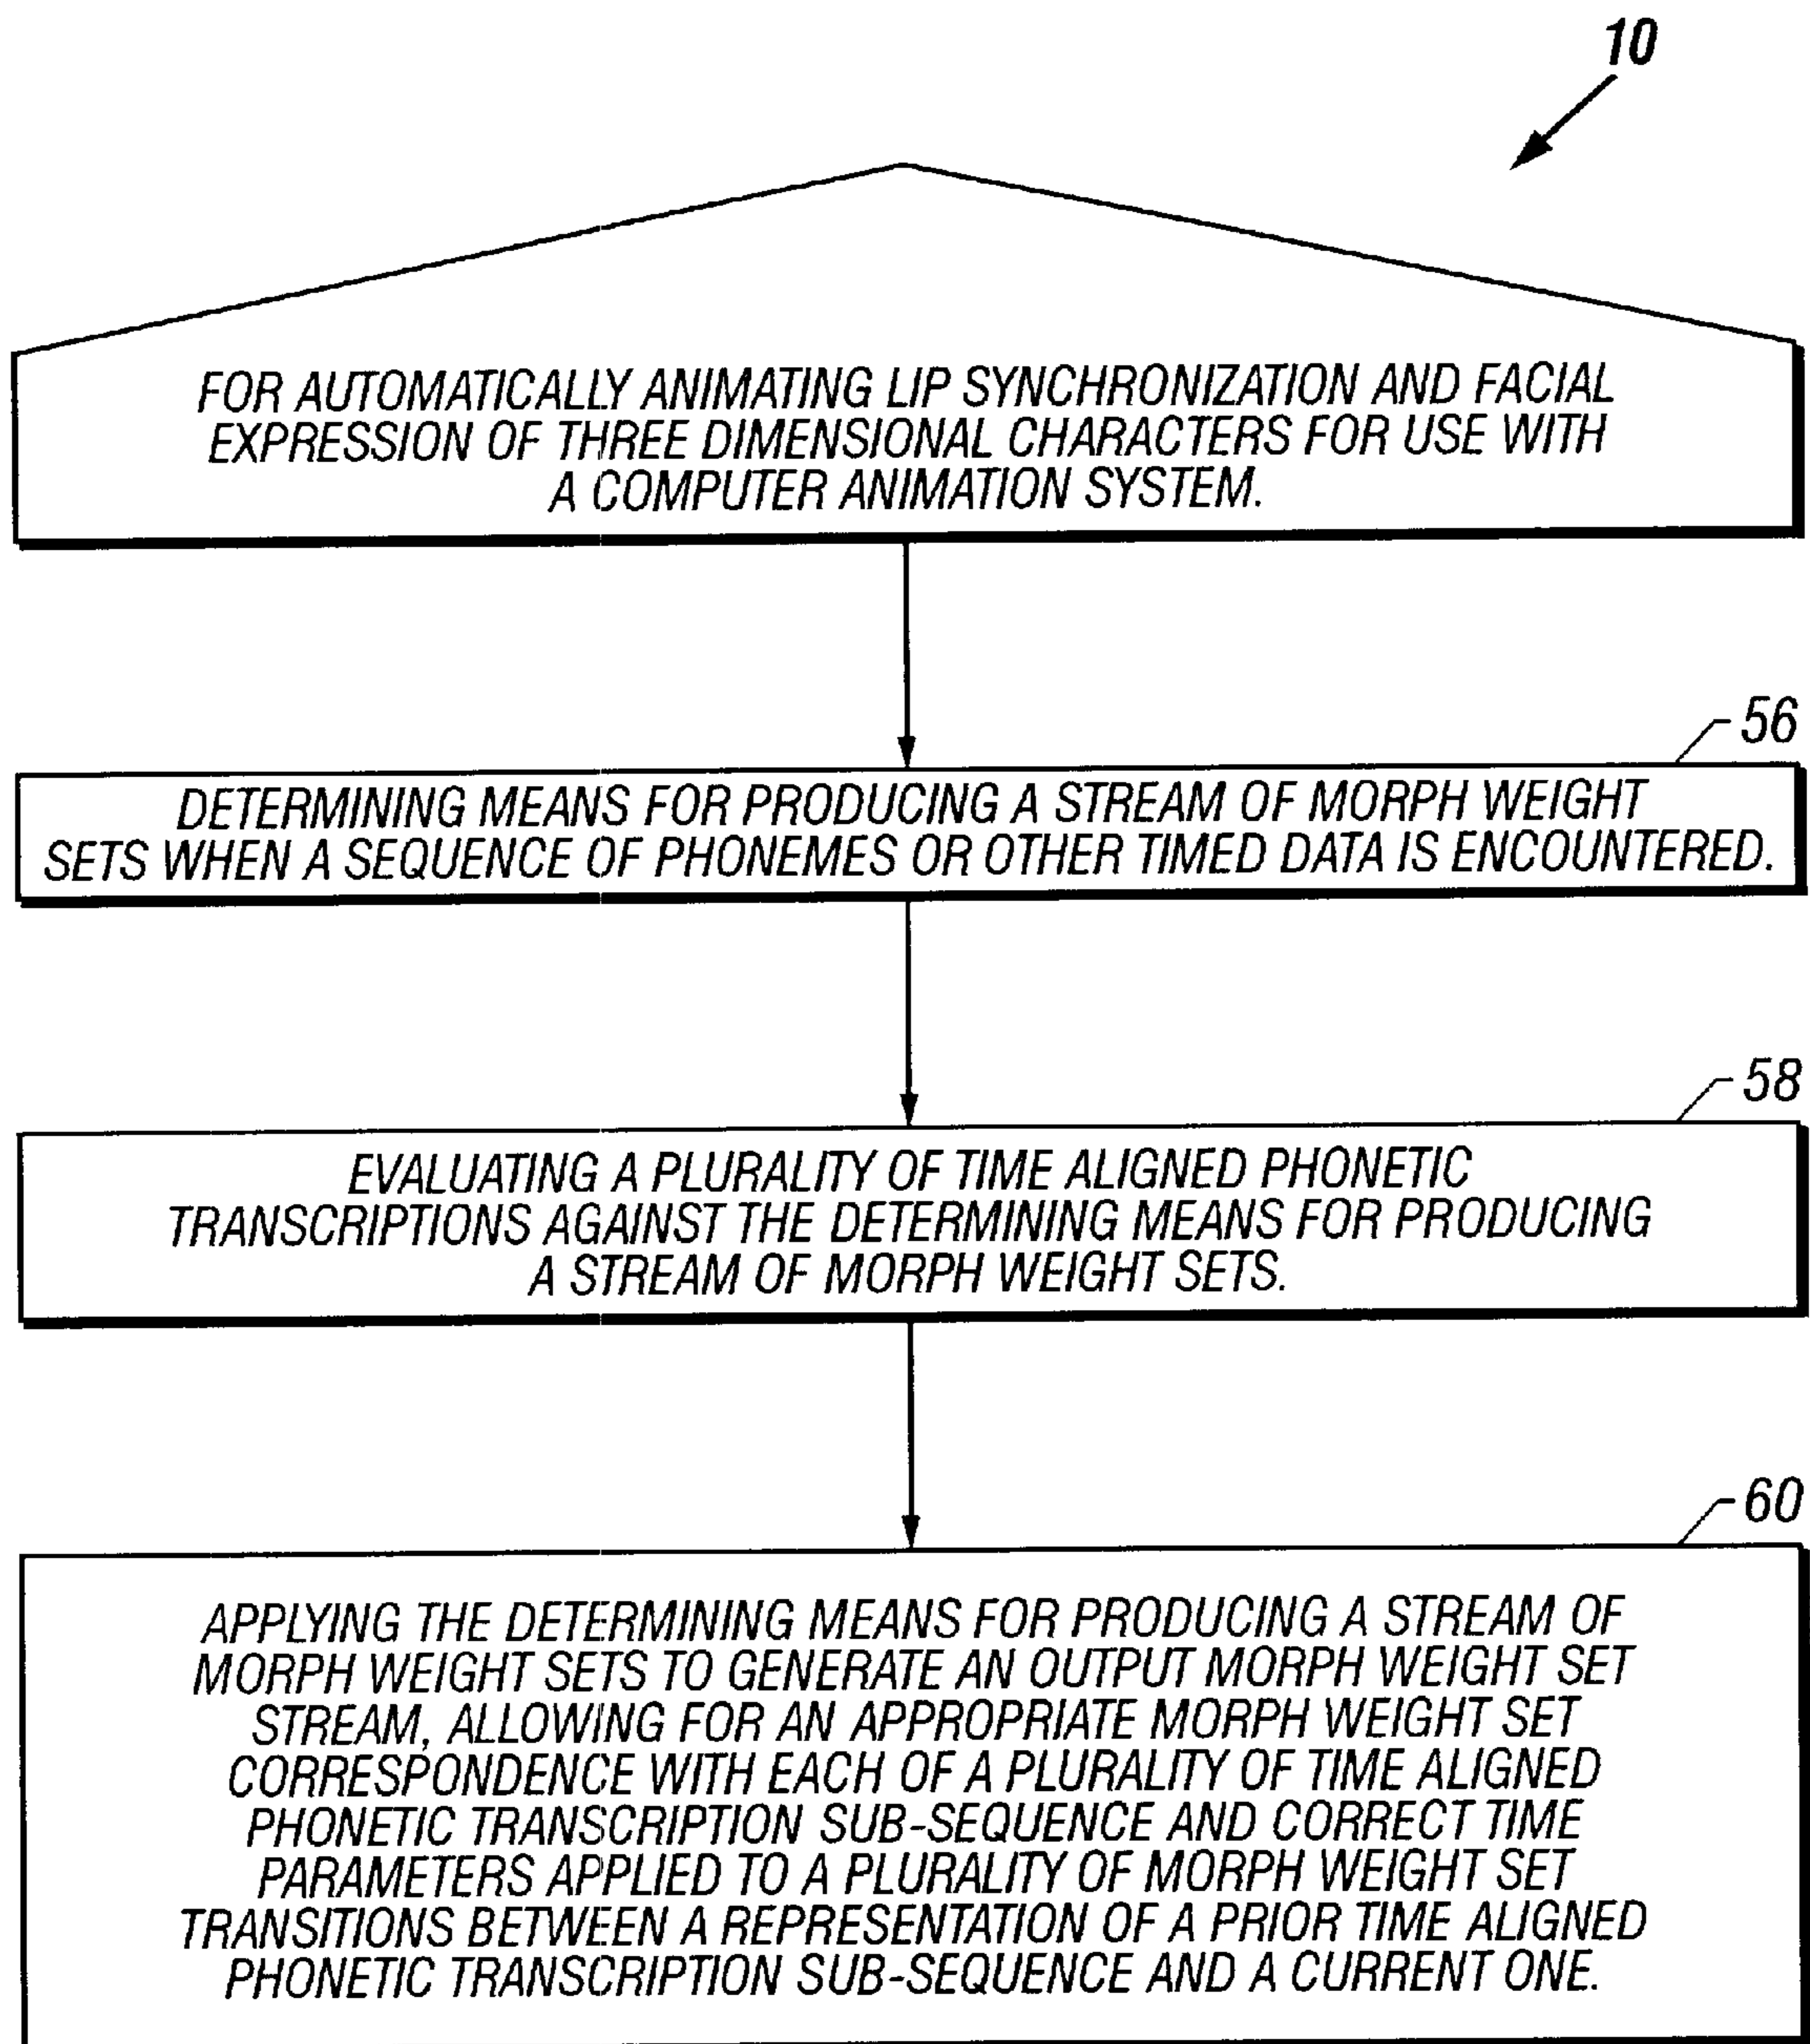 10
FOR AUTOMATICALLY ANIMATING LIP SYNCHRONIZATION AND FACIAL
EXPRESSION OF THREE DIMENSIONAL CHARACTERS FOR USE WITH
A COMPUTER ANIMATION SYSTEM.
56
DETERMINING MEANS FOR PRODUCING A STREAM OF MORPH WEIGHT
SETS WHEN A SEQUENCE OF PHONEMES OR OTHER TIMED DATA IS ENCOUNTERED.
58
EVALUATING A PLURALITY OF TIME ALIGNED PHONETIC
TRANSCRIPTIONS AGAINST THE DETERMINING MEANS FOR PRODUCING
A STREAM OF MORPH WEIGHT SETS.
60
APPLYING THE DETERMINING MEANS FOR PRODUCING A STREAM OF
MORPH WEIGHT SETS TO GENERATE AN OUTPUT MORPH WEIGHT SET
STREAM, ALLOWING FOR AN APPROPRIATE MORPH WEIGHT SET
CORRESPONDENCE WITH EACH OF A PLURALITY OF TIME ALIGNED
PHONETIC TRANSCRIPTION SUB-SEQUENCE AND CORRECT TIME
PARAMETERS APPLIED TO A PLURALITY OF MORPH WEIGHT SET
TRANSITIONS BETWEEN A REPRESENTATION OF A PRIOR TIME ALIGNED
PHONETIC TRANSCRIPTION SUB-SEQUENCE AND A CURRENT ONE.